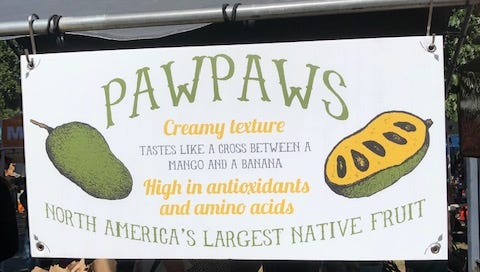 PAWPAWS
Creamy texture
TASTES LIKE A CROSS BETWEEN A
MANGO AND A BANANA
High in antioxidants
and amino acids
NORTH AMERICA'S LARGEST NATIVE FRUIT